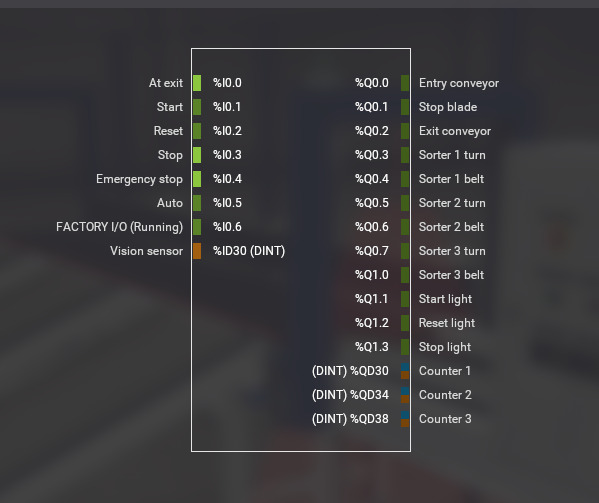 At exit %I0.0 %Q0.0 Entry conveyor
Start %I0.1 %Q0.1 Stop blade
Reset %I0.2 %Q0.2 Exit conveyor
Stop %I0.3 %Q0.3 Sorter 1 turn
Emergency stop %I0.4 %Q0.4 Sorter 1 belt
Auto %I0.5 %Q0.5 Sorter 2 turn
FACTORY I/O (Running) %I0.6 %Q0.6 Sorter 2 belt
Vision sensor %ID30 (DINT) %Q0.7 Sorter 3 turn
%Q1.0 Sorter 3 belt
%Q1.1 Start light
%Q1.2 Reset light
%Q1.3 Stop light
(DINT) %QD30 Counter 1
(DINT) %QD34 Counter 2
(DINT) %QD38 Counter 3